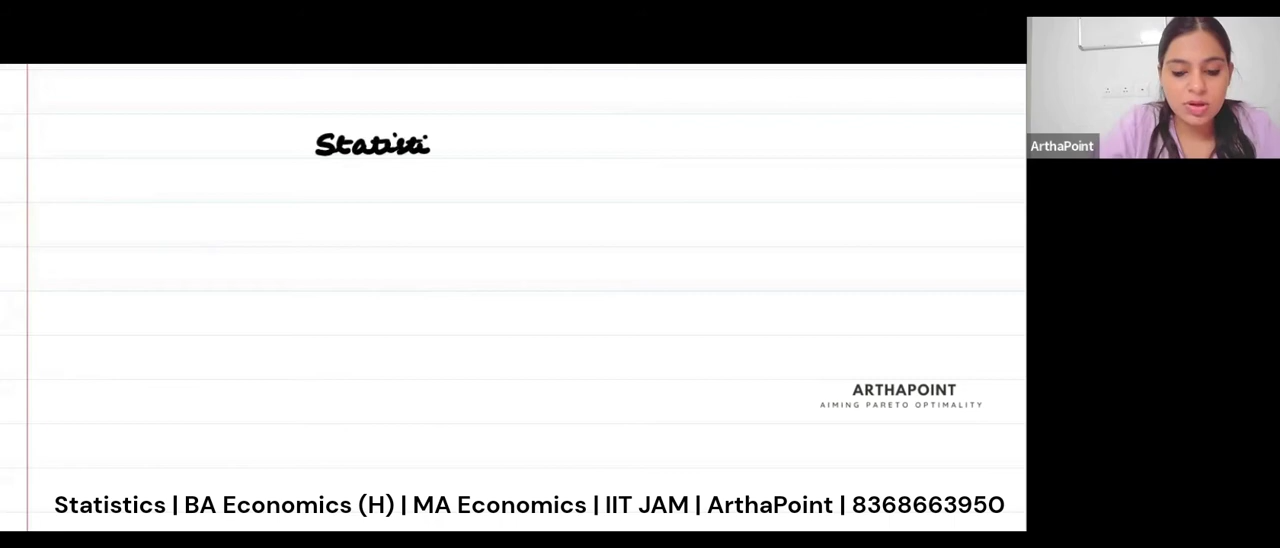 Statisti
ArthaPoint
ARTHAPOINT
AIMING PARETO OPTIMALITY
Statistics | BA Economics (H) | MA Economics | IIT JAM | ArthaPoint | 8368663950